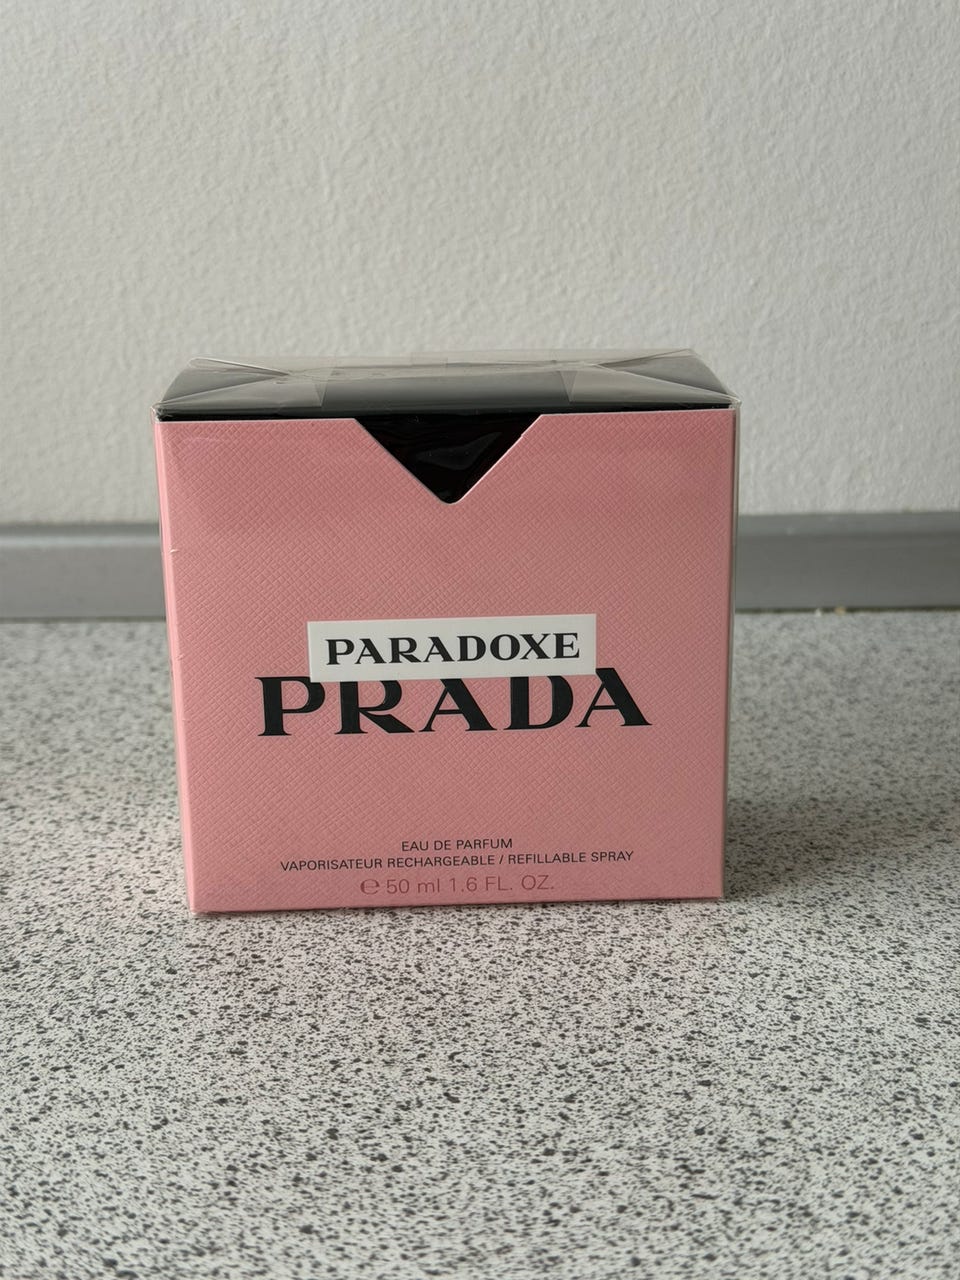 PARADOXE
PRADA
EAU DE PARFUM
VAPORISATEUR RECHARGEABLE / REFILLABLE SPRAY
℮ 50 ml 1.6 FL. OZ.